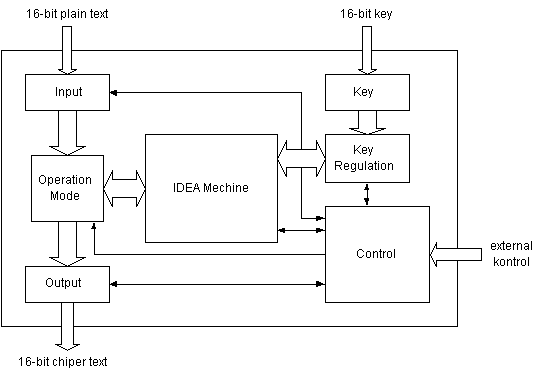 16-bit plain text
16-bit key
Input
Key
Operation
Mode
IDEA Mechine
Key
Regulation
Control
external
kontrol
Output
16-bit chiper text